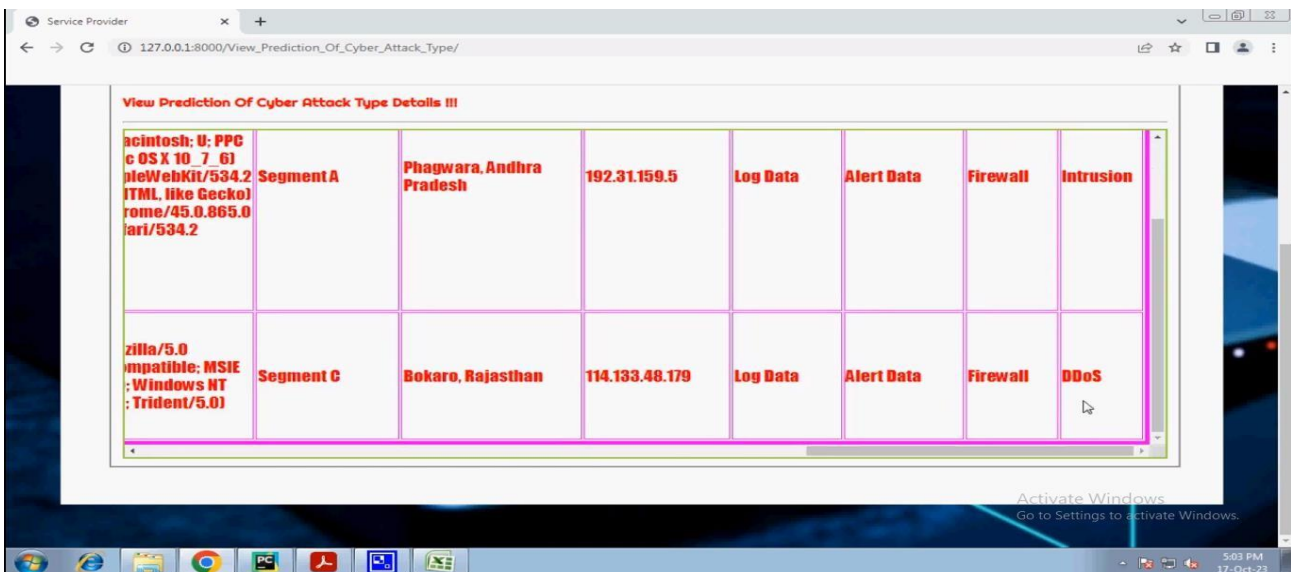 Service Provider
127.0.0.1:8000/View_Prediction_Of_Cyber_Attack_Type/
View Prediction Of Cyber Attack Type Details !!!
acintosh; U; PPC
c OS X 10_7_6)
pleWebKit/534.2
HTML, like Gecko)
rome/45.0.865.0
fari/534.2
Segment A
Phagwara, Andhra
Pradesh
192.31.159.5
Log Data
Alert Data
Firewall
Intrusion
zilla/5.0
ompatible; MSIE
; Windows NT
; Trident/5.0)
Segment C
Bokaro, Rajasthan
114.133.48.179
Log Data
Alert Data
Firewall
DDoS
Activate Windows
Go to Settings to activate Windows.
PC
5:03 PM
17-Oct-23